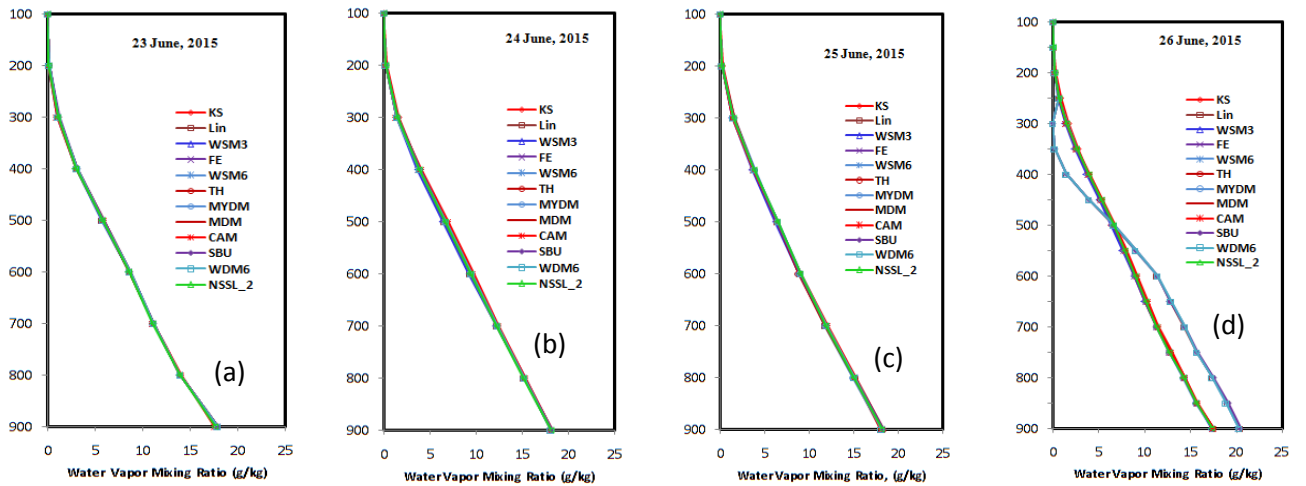 23 June, 2015
100
200
300
400
500
600
700
800
900
KS
Lin
WSM3
FE
WSM6
TH
MYDM
MDM
CAM
SBU
WDM6
NSSL_2
(a)
0 5 10 15 20 25
Water Vapor Mixing Ratio (g/kg)
24 June, 2015
100
200
300
400
500
600
700
800
900
KS
Lin
WSM3
FE
WSM6
TH
MYDM
MDM
CAM
SBU
WDM6
NSSL_2
(b)
0 5 10 15 20 25
Water Vapor Mixing Ratio (g/kg)
25 June, 2015
100
200
300
400
500
600
700
800
900
KS
Lin
WSM3
FE
WSM6
TH
MYDM
MDM
CAM
SBU
WDM6
NSSL_2
(c)
0 5 10 15 20 25
Water Vapor Mixing Ratio, (g/kg)
26 June, 2015
100
200
300
400
500
600
700
800
900
KS
Lin
WSM3
FE
WSM6
TH
MYDM
MDM
CAM
SBU
WDM6
NSSL_2
(d)
0 5 10 15 20 25
Water Vapor Mixing Ratio (g/kg)